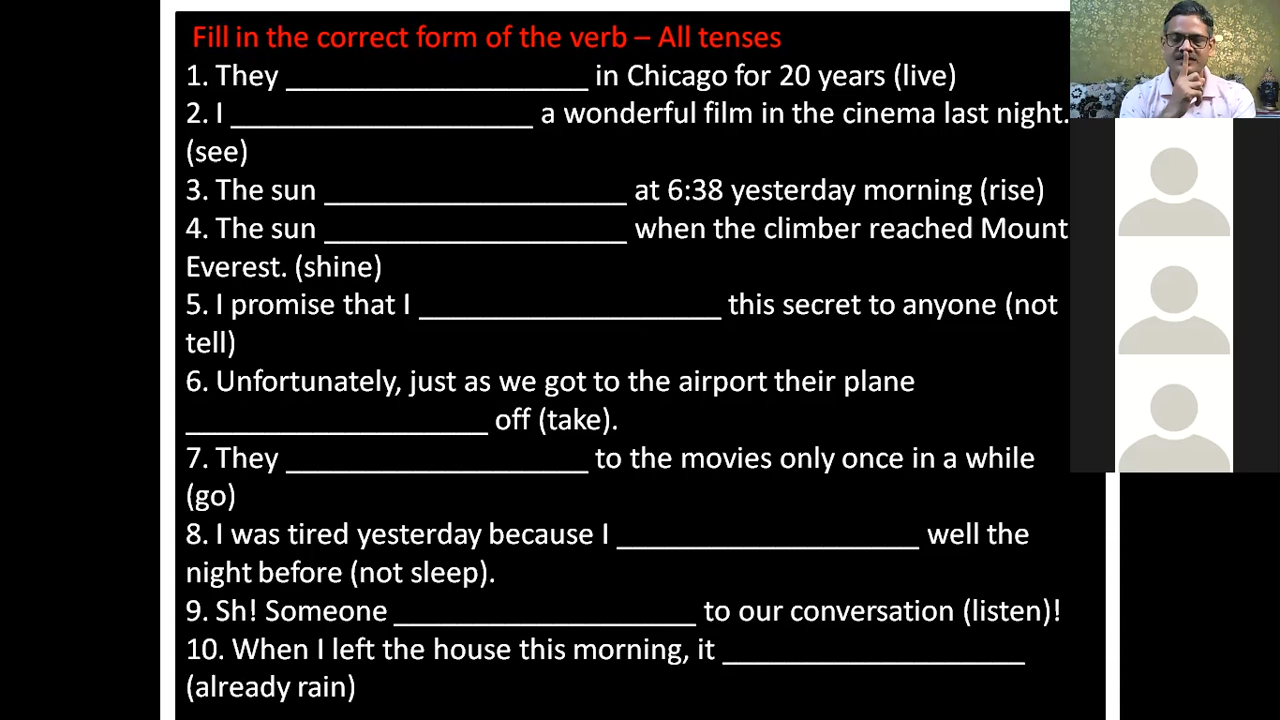 Fill in the correct form of the verb – All tenses
1. They ____________________ in Chicago for 20 years (live)
2. I ____________________ a wonderful film in the cinema last night.
(see)
3. The sun ____________________ at 6:38 yesterday morning (rise)
4. The sun ____________________ when the climber reached Mount
Everest. (shine)
5. I promise that I ____________________ this secret to anyone (not
tell)
6. Unfortunately, just as we got to the airport their plane
____________________ off (take).
7. They ____________________ to the movies only once in a while
(go)
8. I was tired yesterday because I ____________________ well the
night before (not sleep).
9. Sh! Someone ____________________ to our conversation (listen)!
10. When I left the house this morning, it ____________________
(already rain)